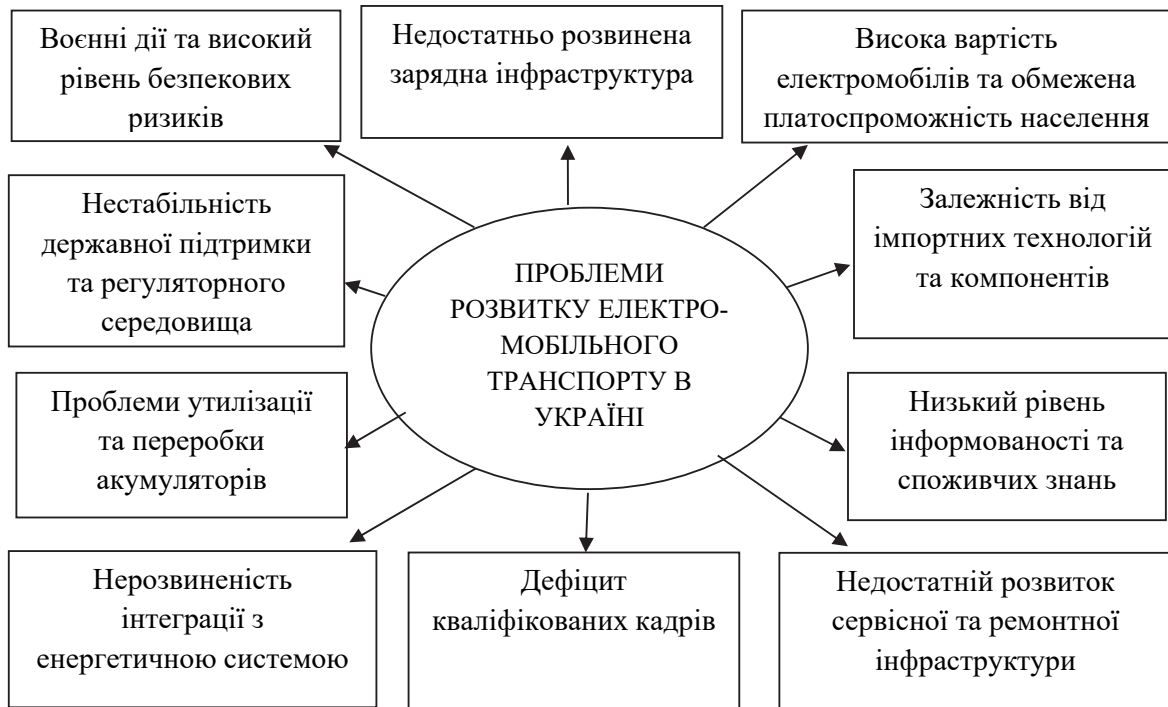 Воєнні дії та високий
рівень безпекових
ризиків
Недостатньо розвинена
зарядна інфраструктура
Висока вартість
електромобілів та обмежена
платоспроможність населення
Нестабільність
державної підтримки
та регуляторного
середовища
ПРОБЛЕМИ
РОЗВИТКУ ЕЛЕКТРО-
МОБІЛЬНОГО
ТРАНСПОРТУ В
УКРАЇНІ
Залежність від
імпортних технологій
та компонентів
Проблеми утилізації
та переробки
акумуляторів
Низький рівень
інформованості та
споживчих знань
Нерозвиненість
інтеграції з
енергетичною системою
Дефіцит
кваліфікованих кадрів
Недостатній розвиток
сервісної та ремонтної
інфраструктури